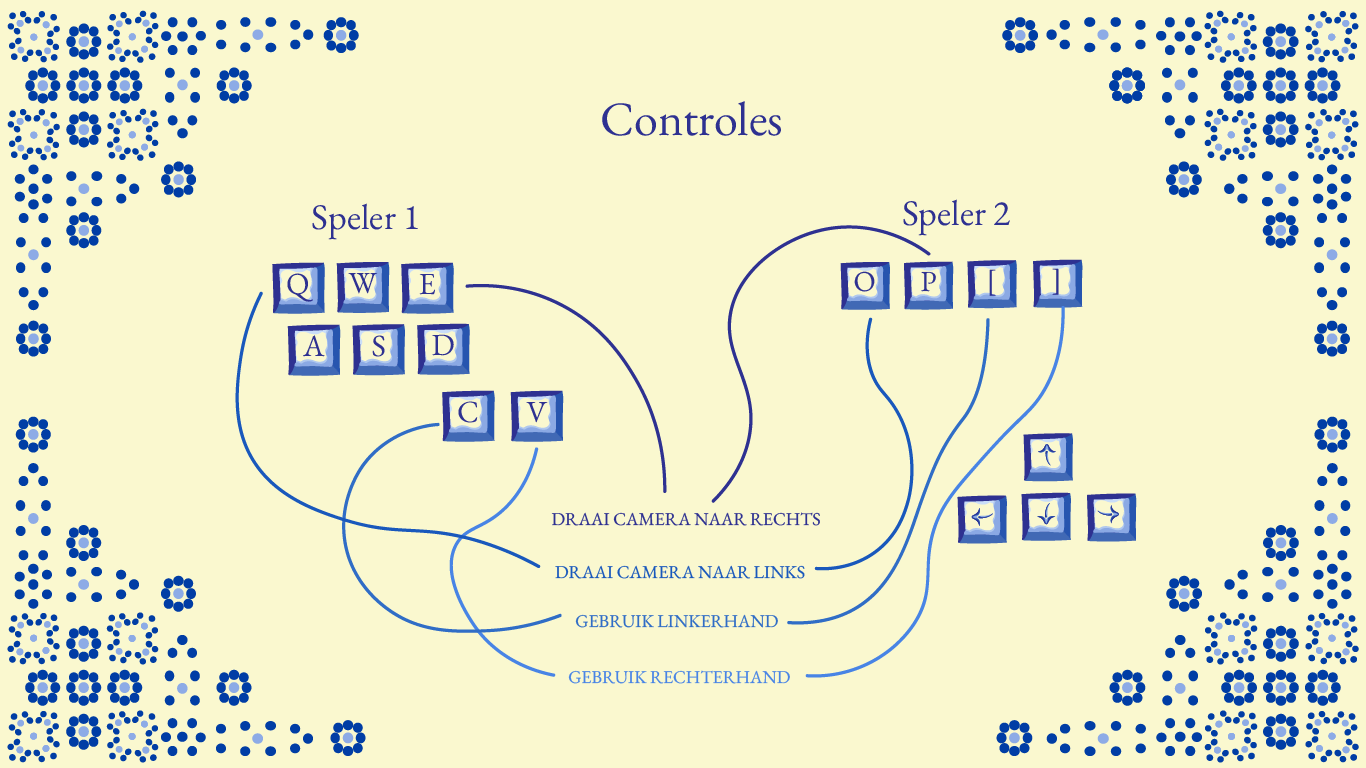 Controles
Speler 1
Speler 2
Q W E
O P [ ]
A S D
C V
↑
← ↓ →
DRAAI CAMERA NAAR RECHTS
DRAAI CAMERA NAAR LINKS
GEBRUIK LINKERHAND
GEBRUIK RECHTERHAND